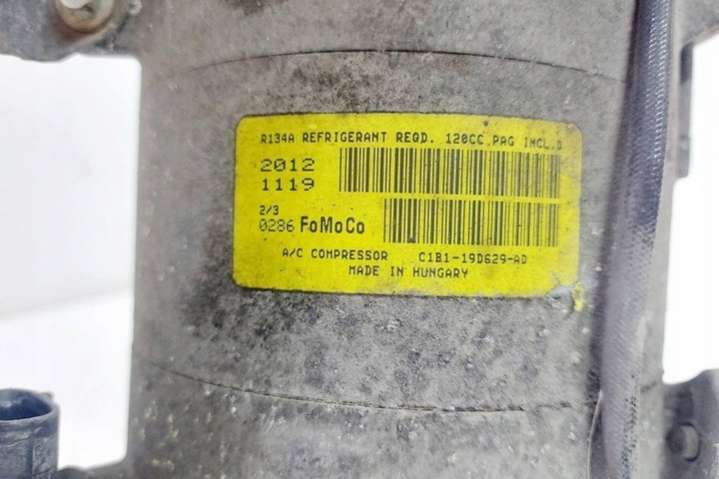 R134A REFRIGERANT REQD. 120CC PAG INCL.D
2012
1119
2/3
0286 FoMoCo
A/C COMPRESSOR C1B1-19D629-AD
MADE IN HUNGARY